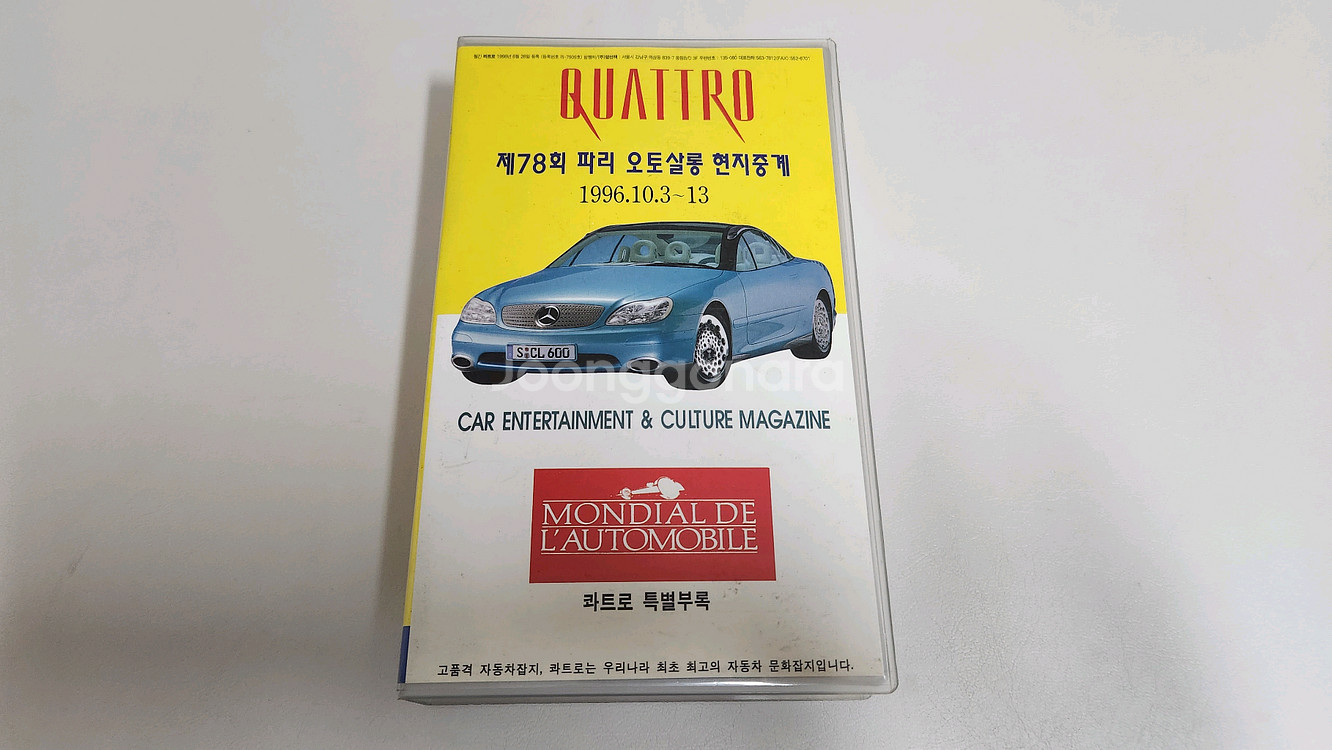 QUATTRO
제78회 파리 오토살롱 현지중계
1996.10.3~13
S CL 600
Joonggonara
CAR ENTERTAINMENT & CULTURE MAGAZINE
MONDIAL DE
L'AUTOMOBILE
콰트로 특별부록
고품격 자동차잡지, 콰트로는 우리나라 최초 최고의 자동차 문화잡지입니다.